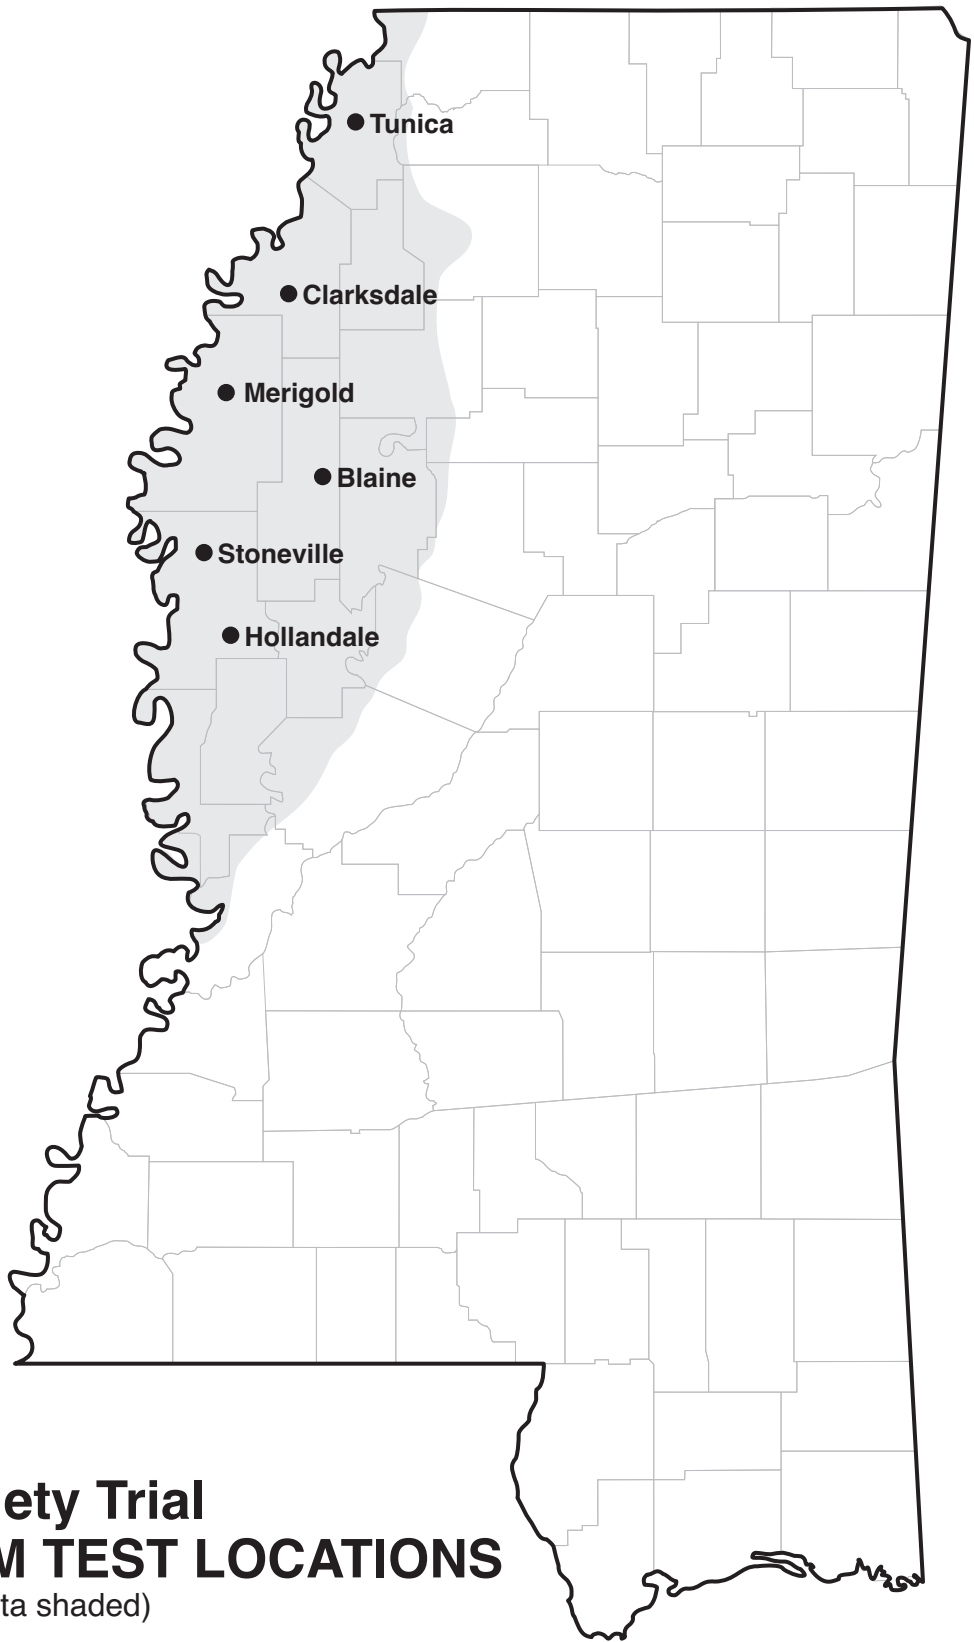 Tunica
Clarksdale
Merigold
Blaine
Stoneville
Hollandale
ety Trial
M TEST LOCATIONS
ta shaded)